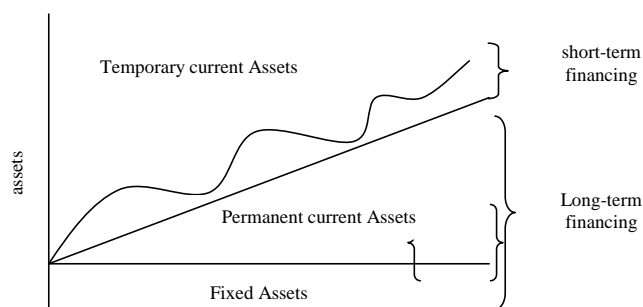 short-term
financing
Temporary current Assets
assets
Long-term
financing
Permanent current Assets
Fixed Assets